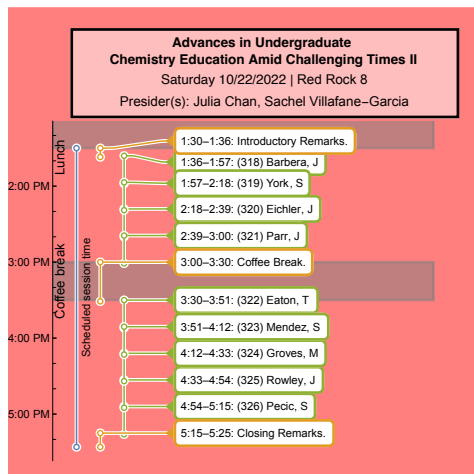 Advances in Undergraduate
Chemistry Education Amid Challenging Times II
Saturday 10/22/2022 | Red Rock 8
Presider(s): Julia Chan, Sachel Villafane−Garcia
Lunch
1:30−1:36: Introductory Remarks.
1:36−1:57: (318) Barbera, J
2:00 PM
1:57−2:18: (319) York, S
2:18−2:39: (320) Eichler, J
2:39−3:00: (321) Parr, J
3:00 PM
3:00−3:30: Coffee Break.
Coffee break
Scheduled session time
3:30−3:51: (322) Eaton, T
3:51−4:12: (323) Mendez, S
4:00 PM
4:12−4:33: (324) Groves, M
4:33−4:54: (325) Rowley, J
4:54−5:15: (326) Pecic, S
5:00 PM
5:15−5:25: Closing Remarks.